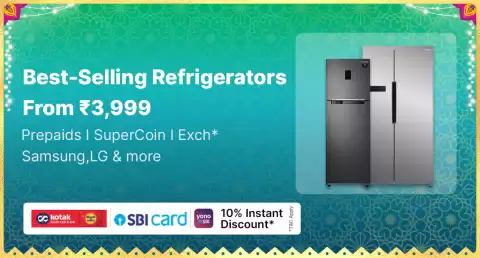 Best-Selling Refrigerators
From ₹3,999
Prepaids I SuperCoin I Exch*
Samsung,LG & more
kotak
SBI card
yono
SBI
10% Instant
Discount*
*T&C Apply